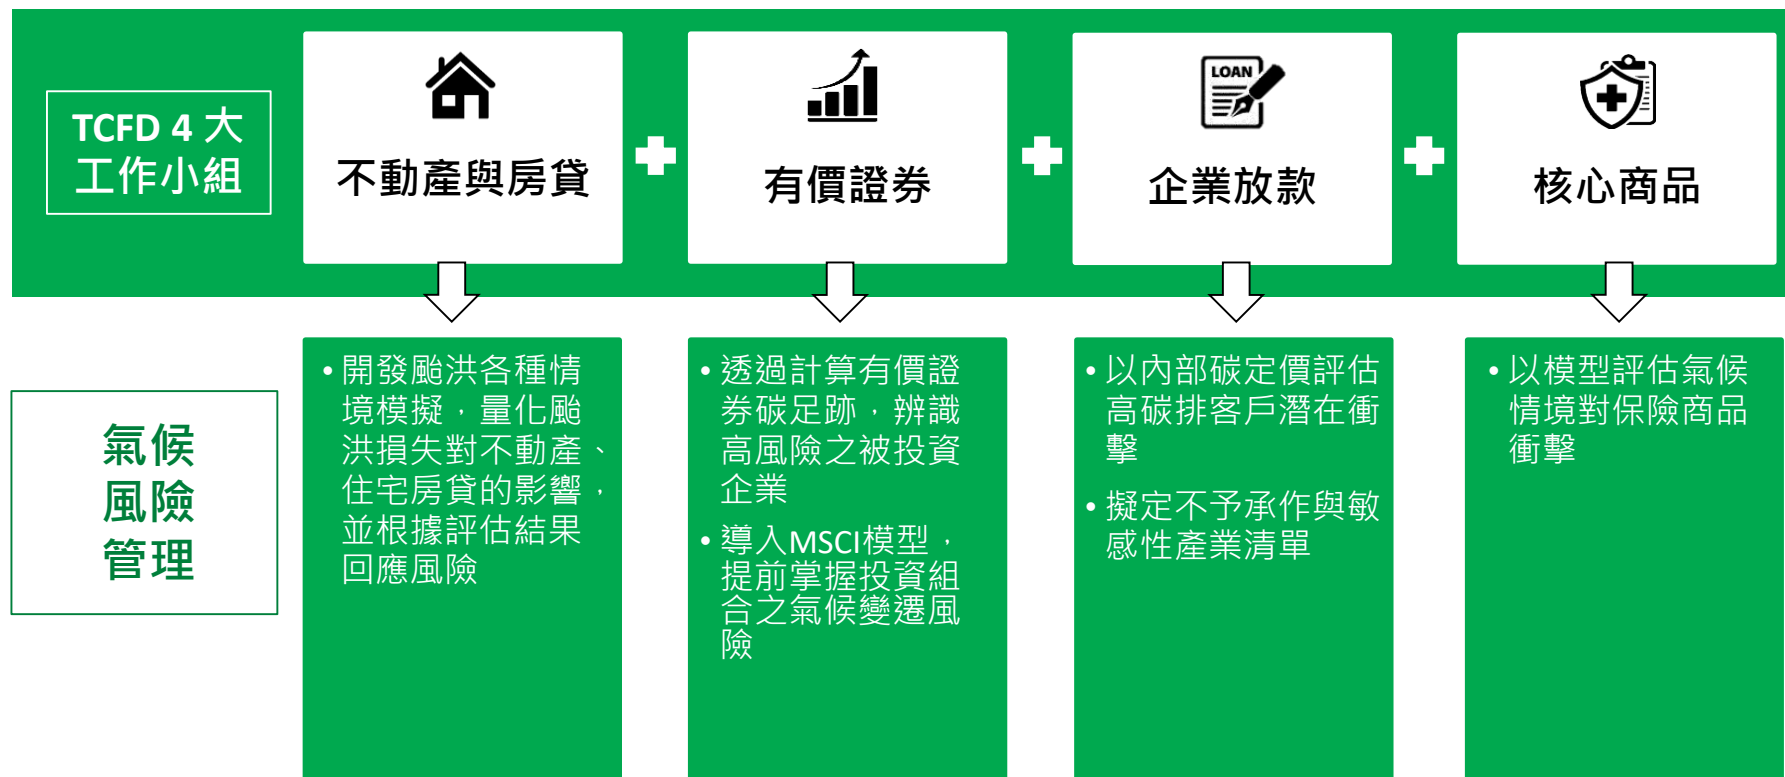 TCFD 4 大
工作小組
不動產與房貸
有價證券
LOAN
企業放款
核心商品
氣候
風險
管理
• 開發颱洪各種情
境模擬，量化颱
洪損失對不動產、
住宅房貸的影響，
並根據評估結果
回應風險
• 透過計算有價證
券碳足跡，辨識
高風險之被投資
企業
• 導入MSCI模型，
提前掌握投資組
合之氣候變遷風
險
• 以內部碳定價評估
高碳排客戶潛在衝
擊
• 擬定不予承作與敏
感性產業清單
• 以模型評估氣候
情境對保險商品
衝擊